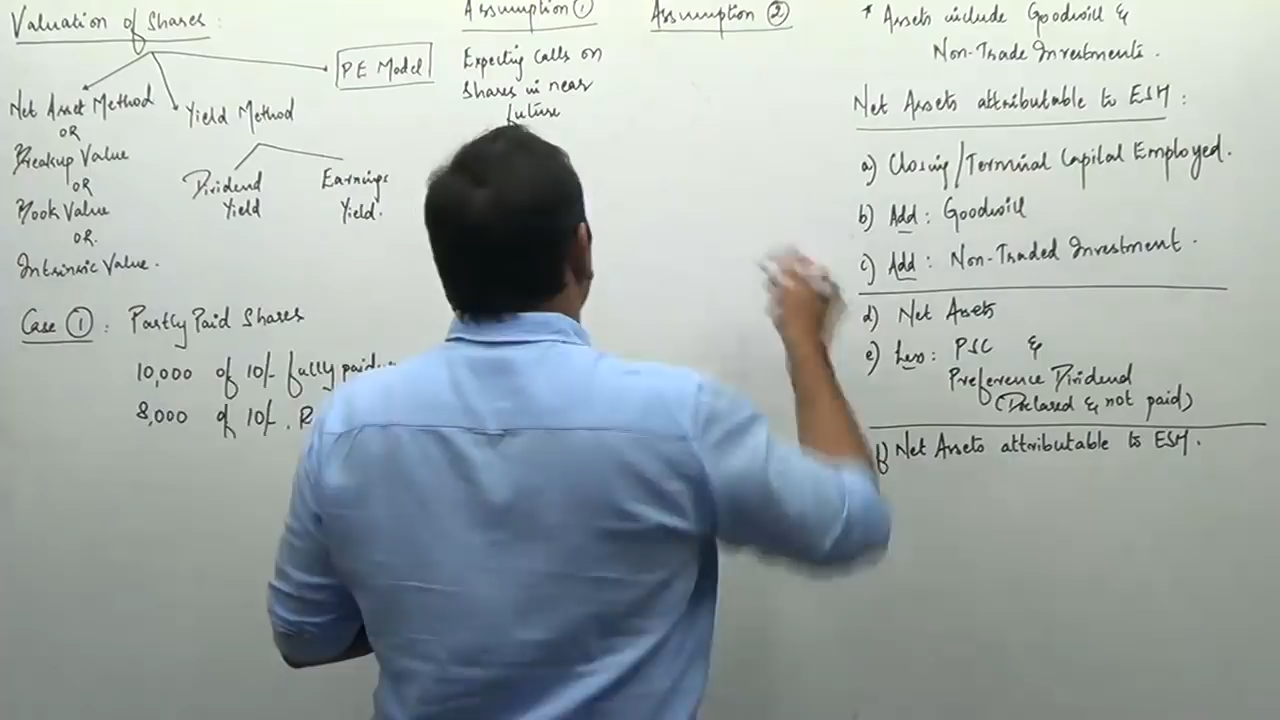 Valuation of Shares :
PE Model
Net Asset Method
OR
Breakup Value
OR
Book Value
OR.
Intrinsic Value.
Yield Method
Dividend Yield
Earnings Yield.
Case ① : Partly Paid Shares
10,000 of 10/- fully paid
8,000 of 10/-.
Assumption ①
Expecting Calls on
Shares in near
future
Assumption ②
* Assets include Goodwill &
Non-Trade Investments.
Net Assets attributable to ESH :
a) Closing/Terminal Capital Employed.
b) Add : Goodwill
c) Add : Non-Traded Investment.
d) Net Assets
e) Less : PSC &
Preference Dividend
(Declared & not paid)
f) Net Assets attributable to ESH.